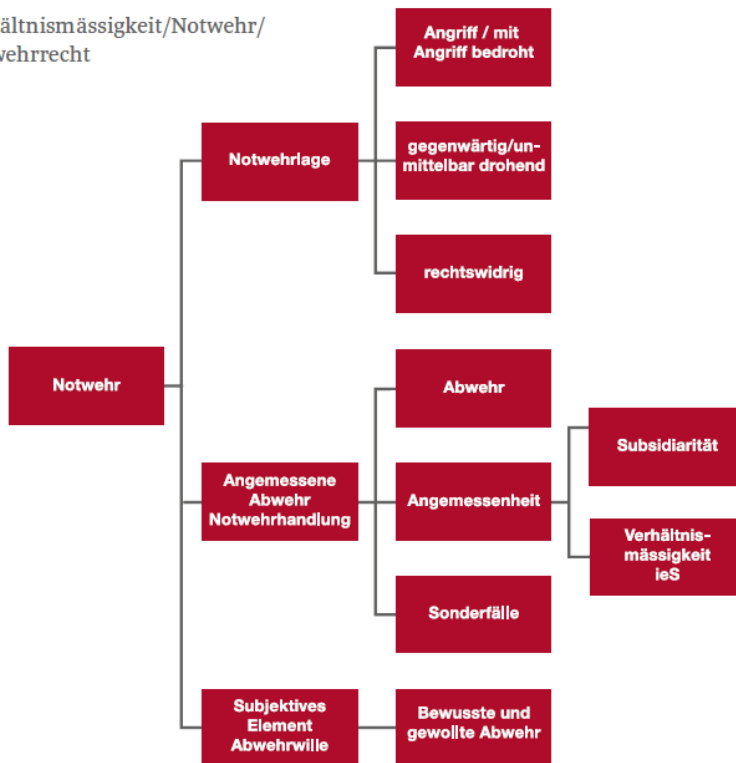 ältnismässigkeit/Notwehr/
wehrrecht
Angriff / mit
Angriff bedroht
Notwehrlage
gegenwärtig/un-
mittelbar drohend
rechtswidrig
Notwehr
Abwehr
Angemessene
Abwehr
Notwehrhandlung
Angemessenheit
Subsidiarität
Verhältnis-
mässigkeit
ieS
Sonderfälle
Subjektives
Element
Abwehrwille
Bewusste und
gewollte Abwehr